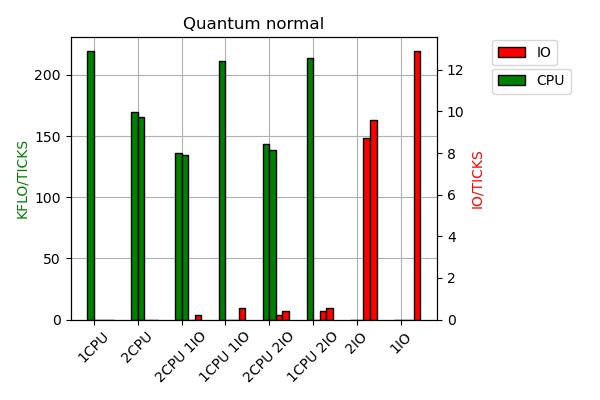 Quantum normal
IO
CPU
KFLO/TICKS
200
150
100
50
0
12
10
8
6
4
2
0
IO/TICKS
1CPU
2CPU
2CPU 1IO
1CPU 1IO
2CPU 2IO
1CPU 2IO
2IO
1IO